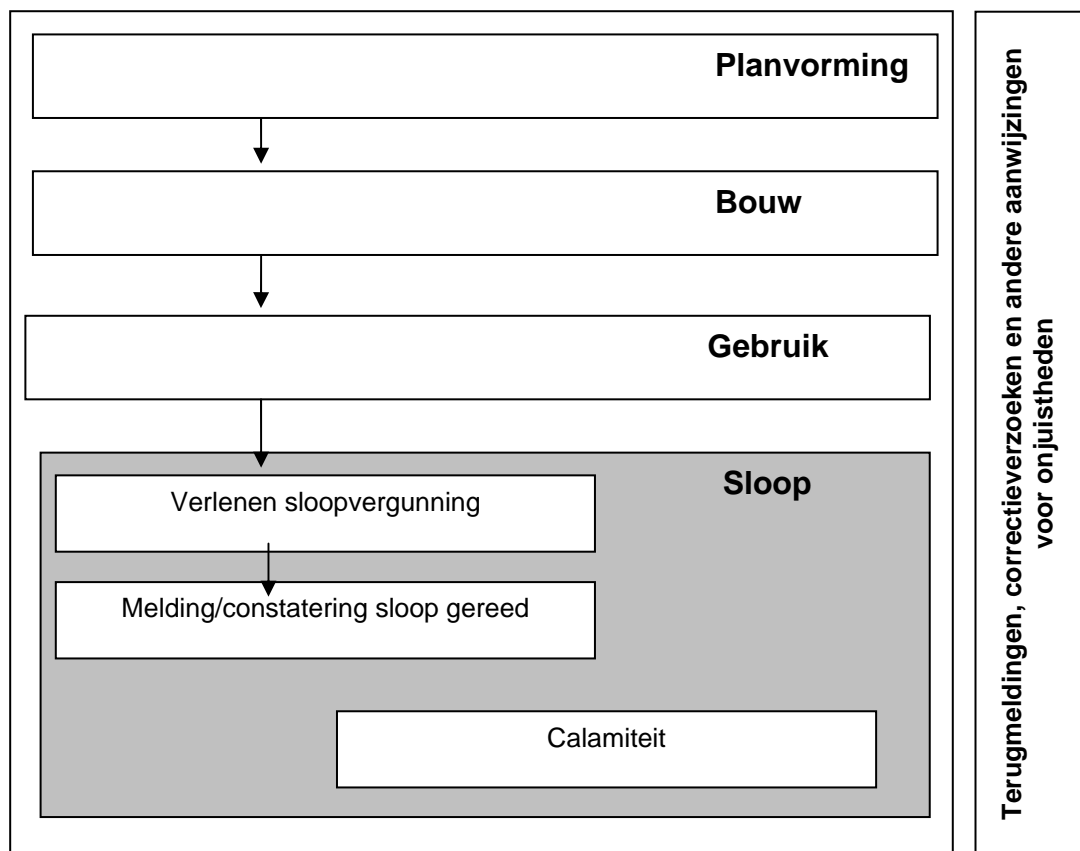 Planvorming
Bouw
Gebruik
Sloop
Verlenen sloopvergunning
Melding/constatering sloop gereed
Calamiteit
Terugmeldingen, correctieverzoeken en andere aanwijzingen
voor onjuistheden